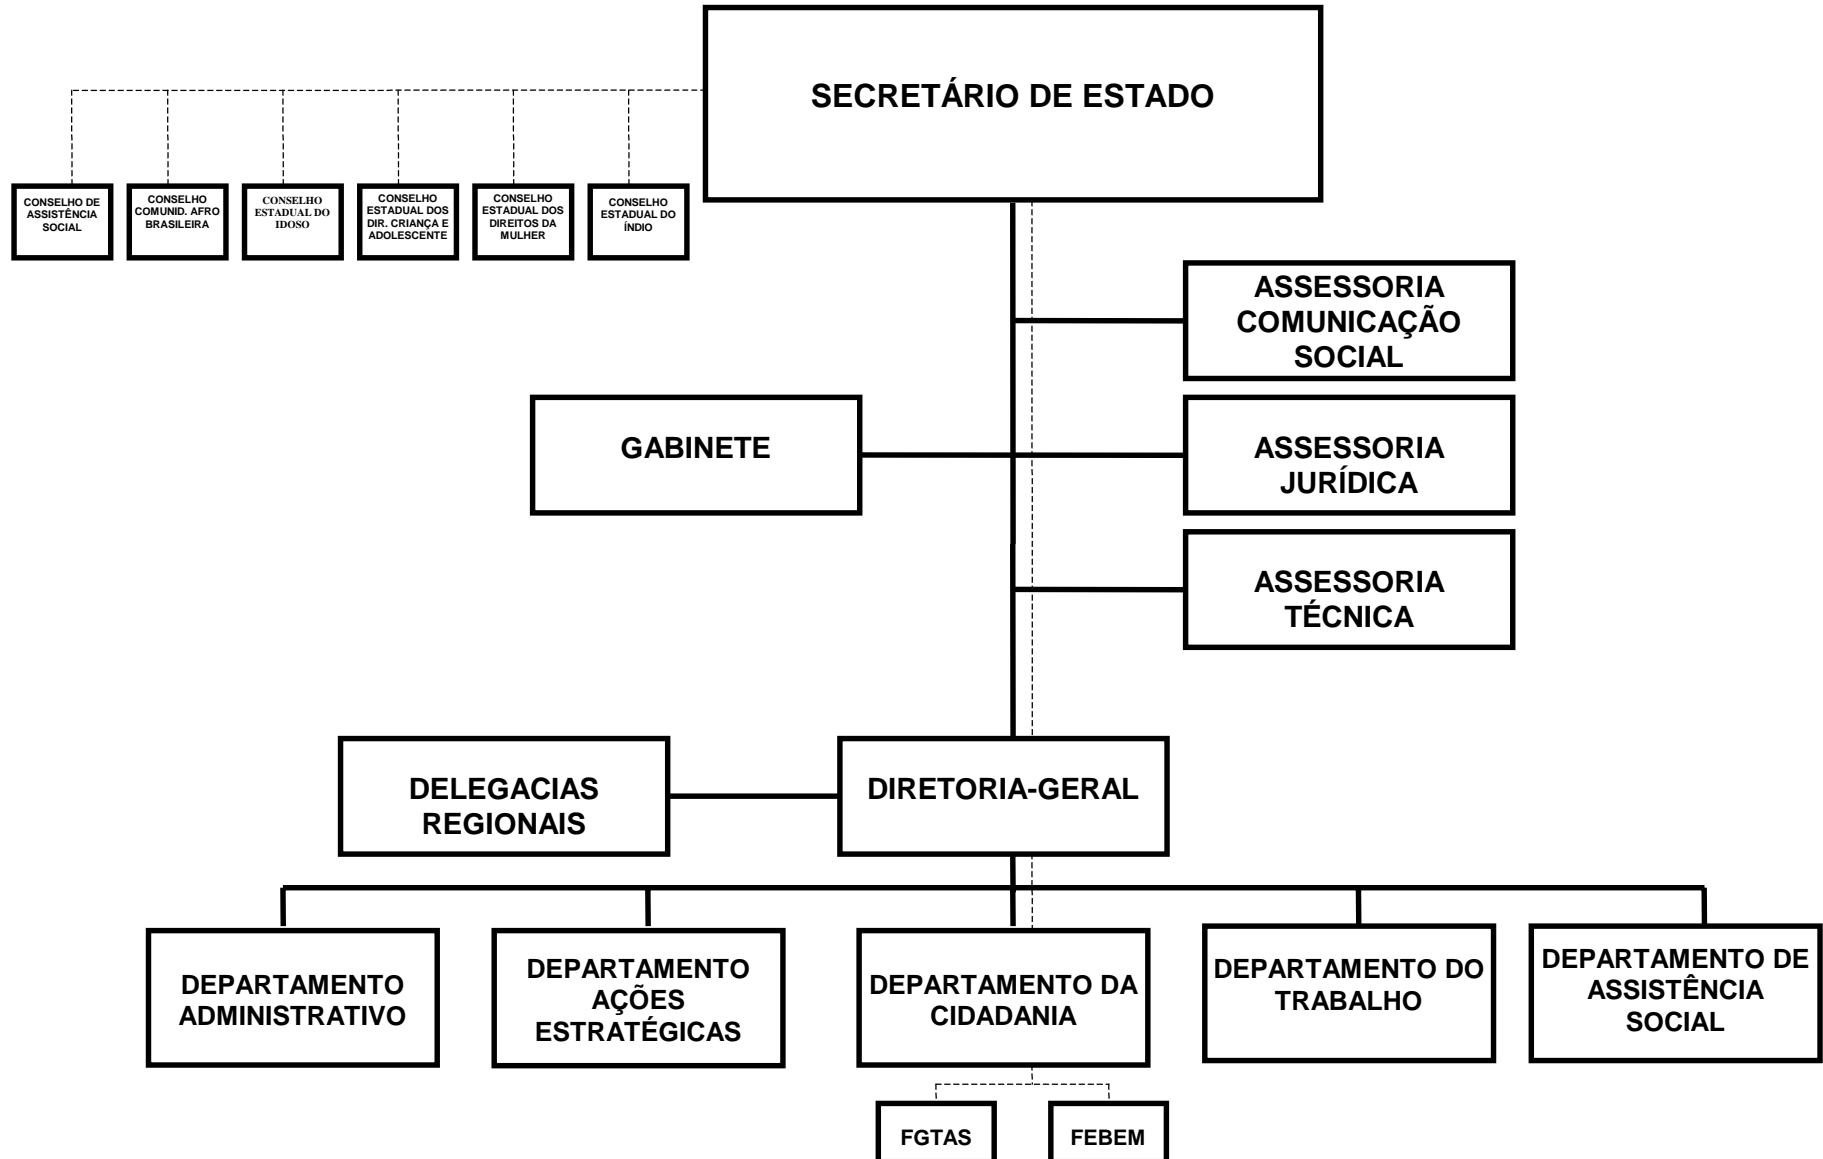 SECRETÁRIO DE ESTADO
CONSELHO DE
ASSISTÊNCIA
SOCIAL
CONSELHO
COMUNID. AFRO
BRASILEIRA
CONSELHO
ESTADUAL DO
IDOSO
CONSELHO
ESTADUAL DOS
DIR. CRIANÇA E
ADOLESCENTE
CONSELHO
ESTADUAL DOS
DIREITOS DA
MULHER
CONSELHO
ESTADUAL DO
ÍNDIO
ASSESSORIA
COMUNICAÇÃO
SOCIAL
GABINETE
ASSESSORIA
JURÍDICA
ASSESSORIA
TÉCNICA
DELEGACIAS
REGIONAIS
DIRETORIA-GERAL
DEPARTAMENTO
ADMINISTRATIVO
DEPARTAMENTO
AÇÕES
ESTRATÉGICAS
DEPARTAMENTO DA
CIDADANIA
DEPARTAMENTO DO
TRABALHO
DEPARTAMENTO DE
ASSISTÊNCIA
SOCIAL
FGTAS
FEBEM